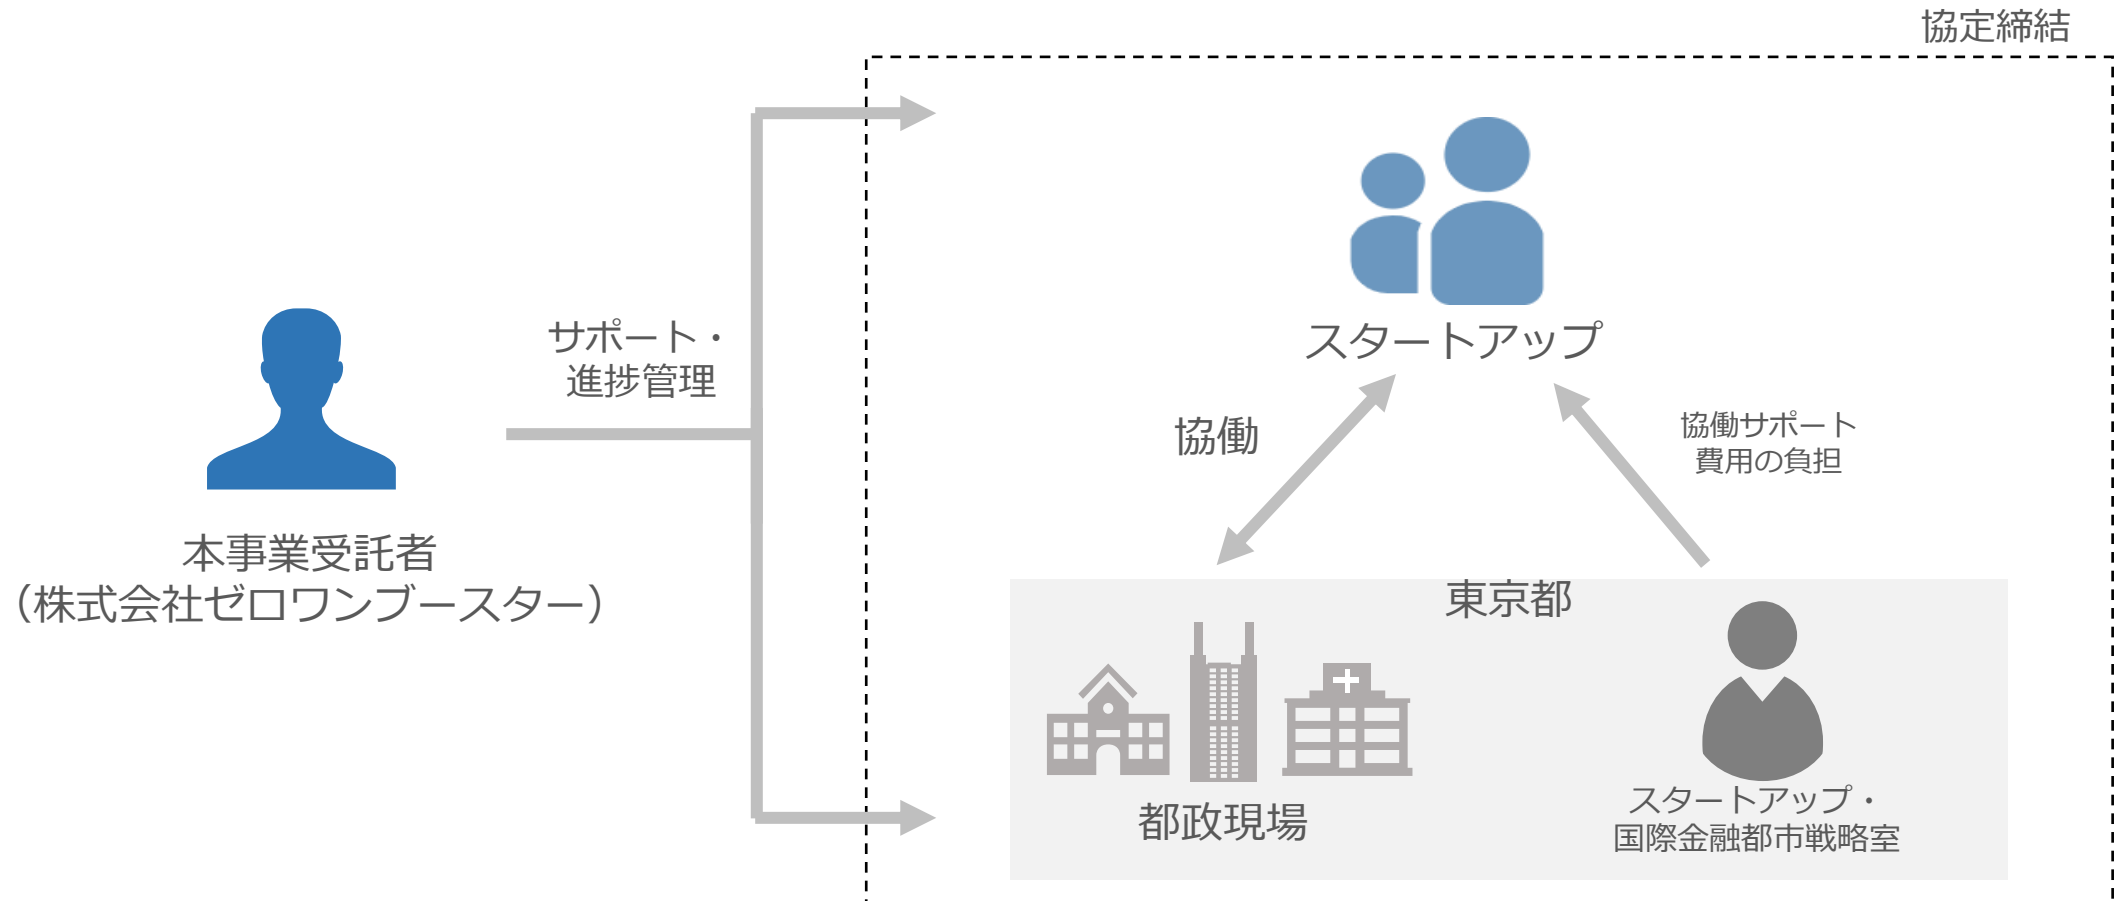 協定締結
サポート・
進捗管理
スタートアップ
協働
協働サポート
費用の負担
本事業受託者
（株式会社ゼロワンブースター）
東京都
都政現場
スタートアップ・
国際金融都市戦略室